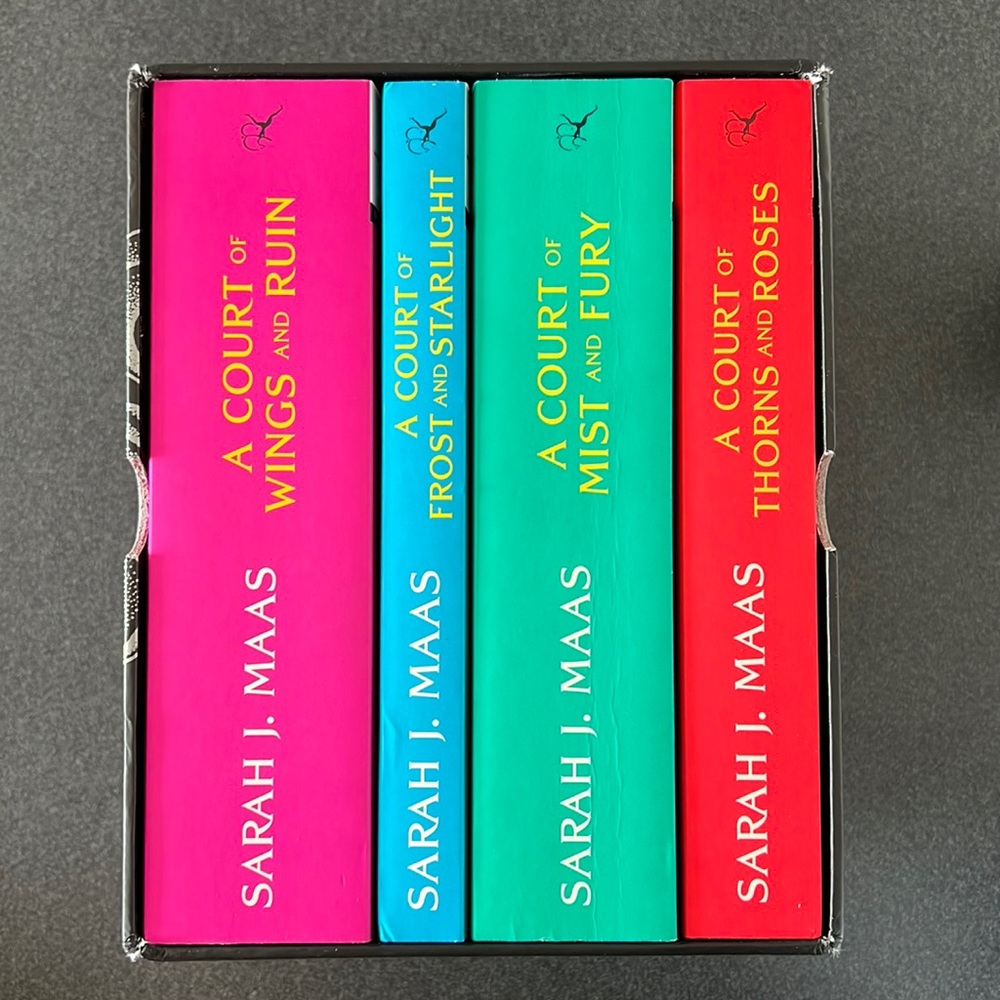 A COURT OF
WINGS AND RUIN
SARAH J. MAAS
A COURT OF
FROST AND STARLIGHT
SARAH J. MAAS
A COURT OF
MIST AND FURY
SARAH J. MAAS
A COURT OF
THORNS AND ROSES
SARAH J. MAAS